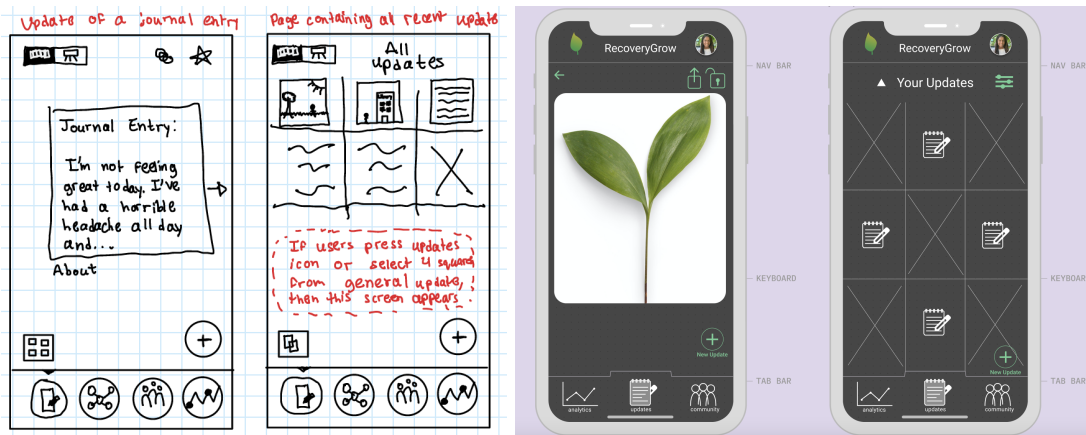 Update of a journal entry
Journal Entry:
I'm not feeling
great today. I've
had a horrible
headache all day
and...
About
+
Page containing all recent updates
All
updates
If users press updates
icon or select 4 squares
from general update,
then this screen appears.
+
RecoveryGrow
New Update
analytics
updates
community
NAV BAR
KEYBOARD
TAB BAR
RecoveryGrow
Your Updates
New Update
analytics
updates
community
NAV BAR
KEYBOAR
TAB BAR